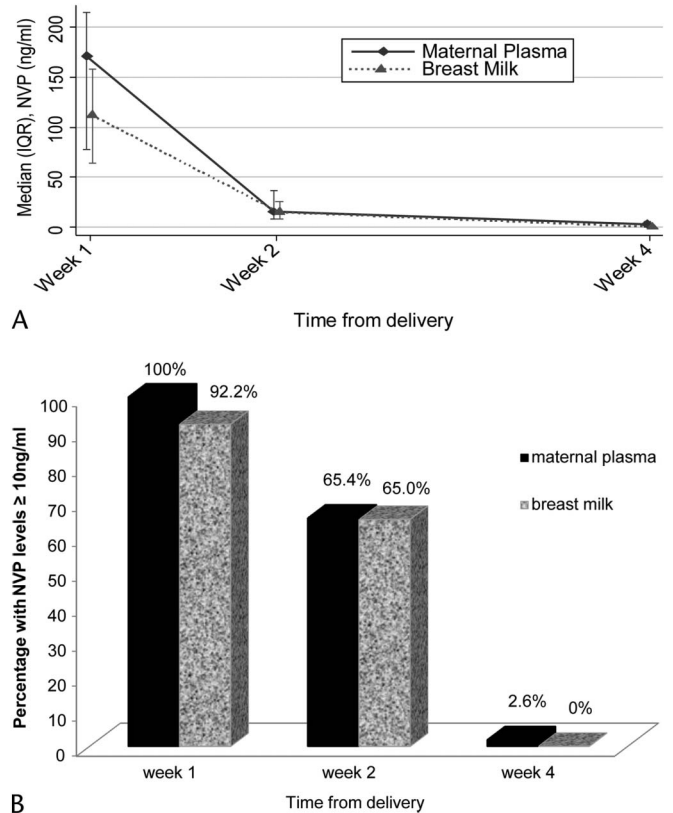 200
150
100
50
0
Median (IQR), NVP (ng/ml)
Maternal Plasma
Breast Milk
Week 1
Week 2
Week 4
Time from delivery
A
100%
92.2%
65.4%
65.0%
2.6%
0%
100
90
80
70
60
50
40
30
20
10
0
Percentage with NVP levels ≥ 10ng/ml
maternal plasma
breast milk
week 1
week 2
week 4
Time from delivery
B